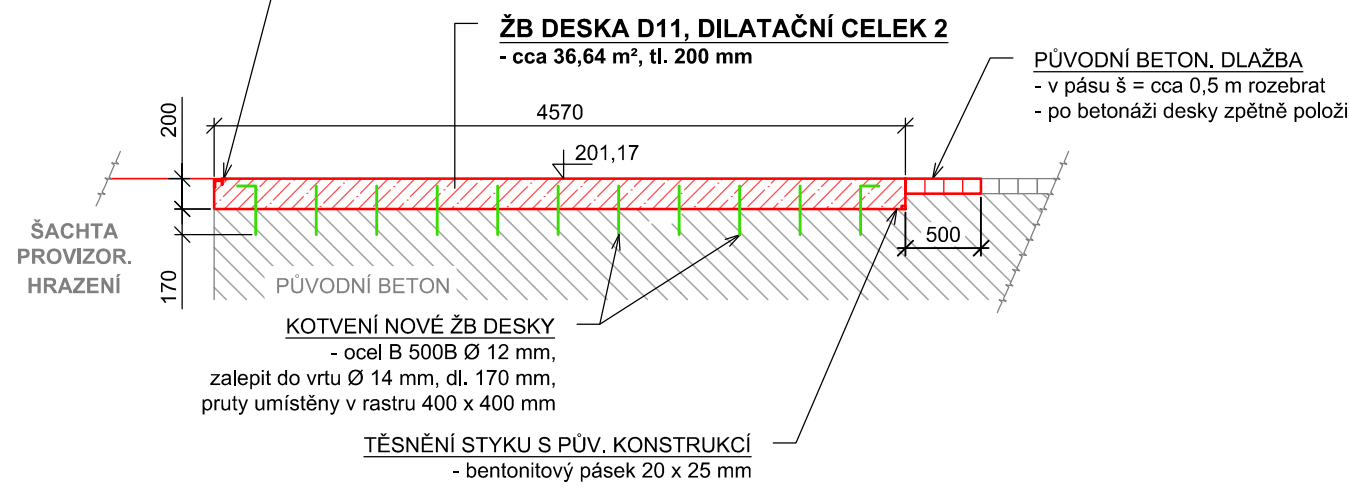 ŽB DESKA D11, DILATAČNÍ CELEK 2
- cca 36,64 m², tl. 200 mm
PŮVODNÍ BETON. DLAŽBA
- v pásu š = cca 0,5 m rozebrat
- po betonáži desky zpětně položi
200
4570
201,17
ŠACHTA
PROVIZOR.
HRAZENÍ
170
500
PŮVODNÍ BETON
KOTVENÍ NOVÉ ŽB DESKY
- ocel B 500B Ø 12 mm,
zalepit do vrtu Ø 14 mm, dl. 170 mm,
pruty umístěny v rastru 400 x 400 mm
TĚSNĚNÍ STYKU S PŮV. KONSTRUKCÍ
- bentonitový pásek 20 x 25 mm